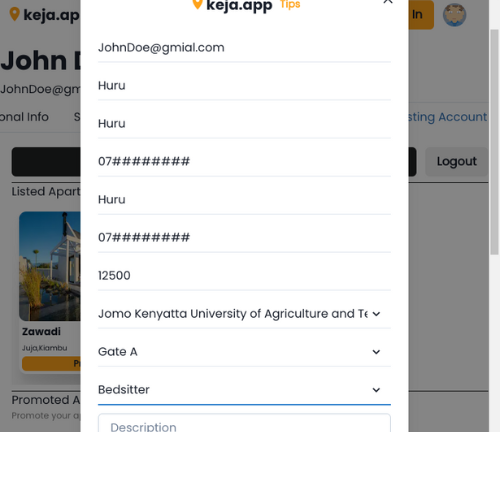 keja.app Tips
keja.ap
In
John D
JohnDoe@gm
onal Info S
sting Account
Logout
Listed Apart
Zawadi
Juja,Kiambu
P
Promoted A
Promote your a
JohnDoe@gmial.com
Huru
Huru
07########
Huru
07########
12500
Jomo Kenyatta University of Agriculture and Te
Gate A
Bedsitter
Description